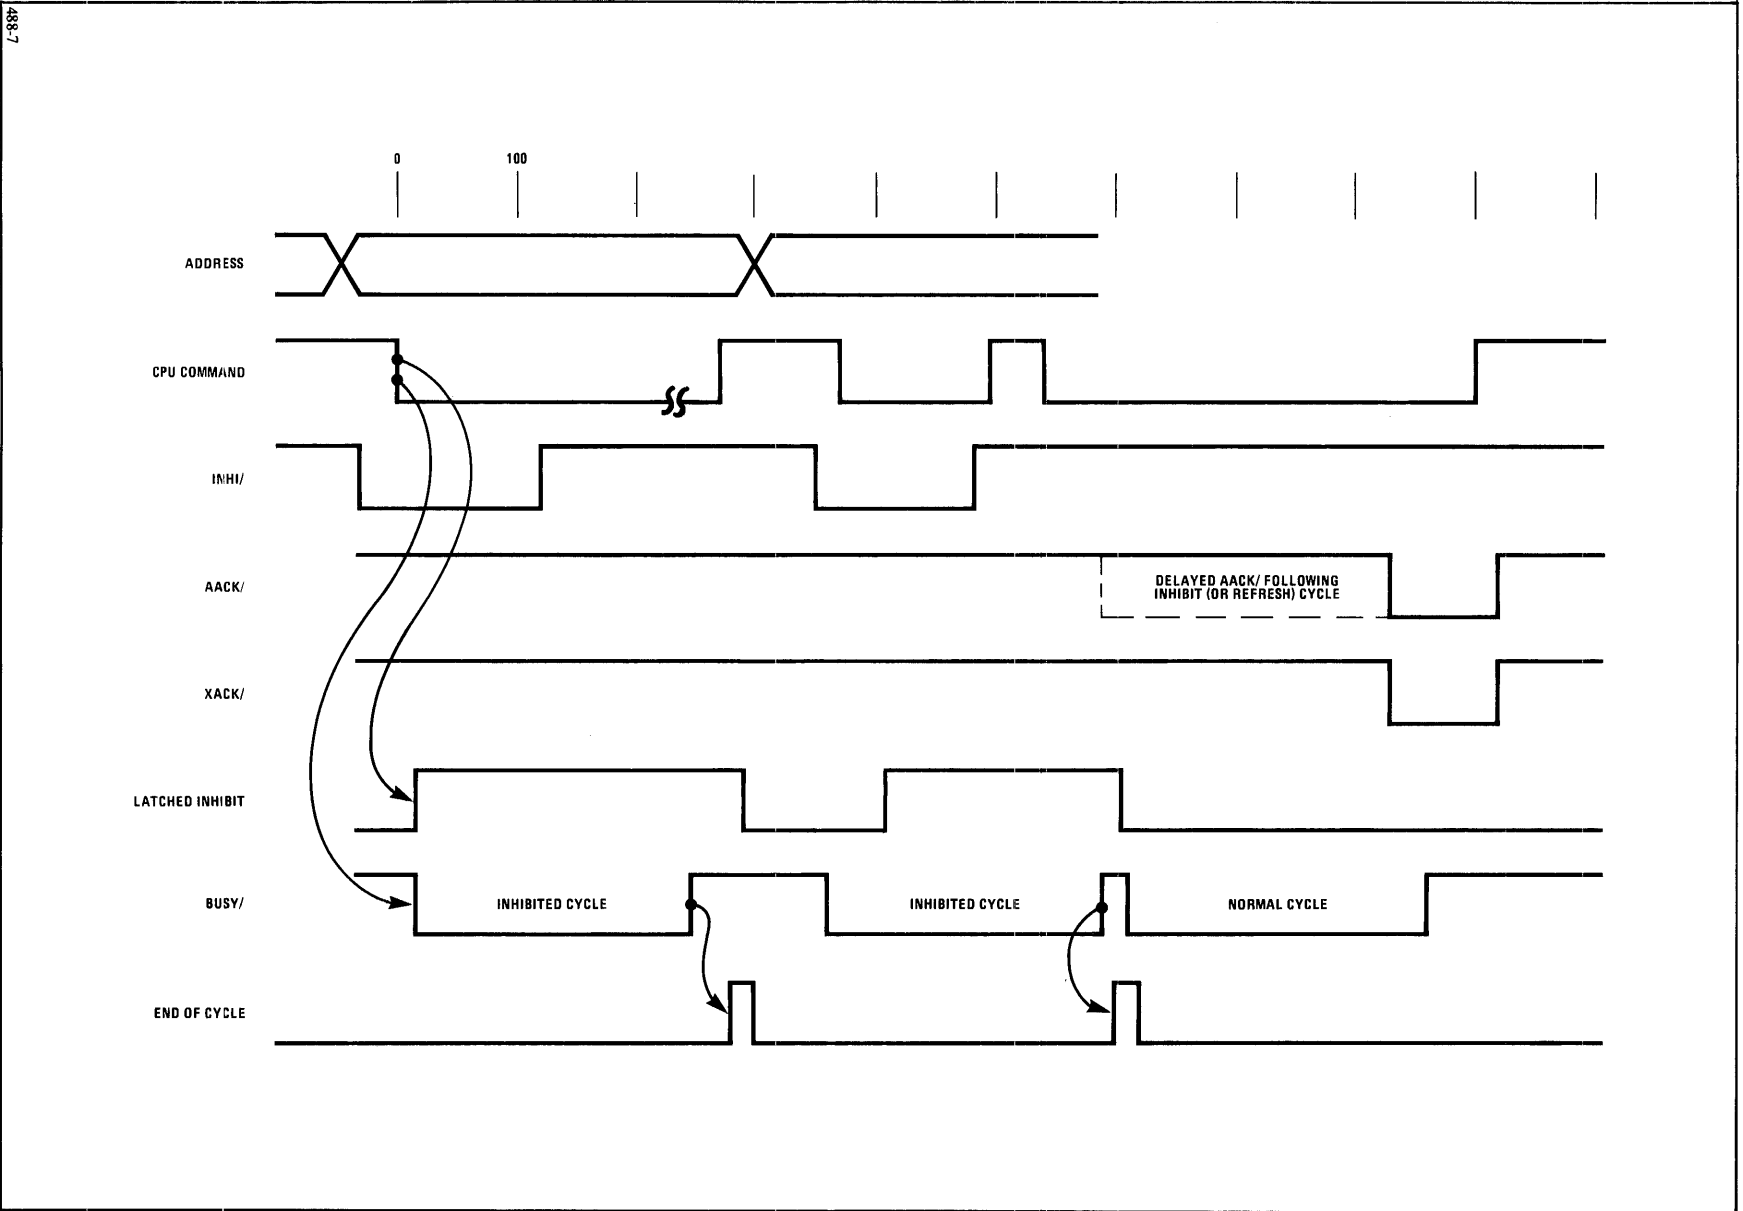 488-7
0 100
ADDRESS
CPU COMMAND
INHI/
AACK/
DELAYED AACK/ FOLLOWING
INHIBIT (OR REFRESH) CYCLE
XACK/
LATCHED INHIBIT
BUSY/
INHIBITED CYCLE
INHIBITED CYCLE
NORMAL CYCLE
END OF CYCLE